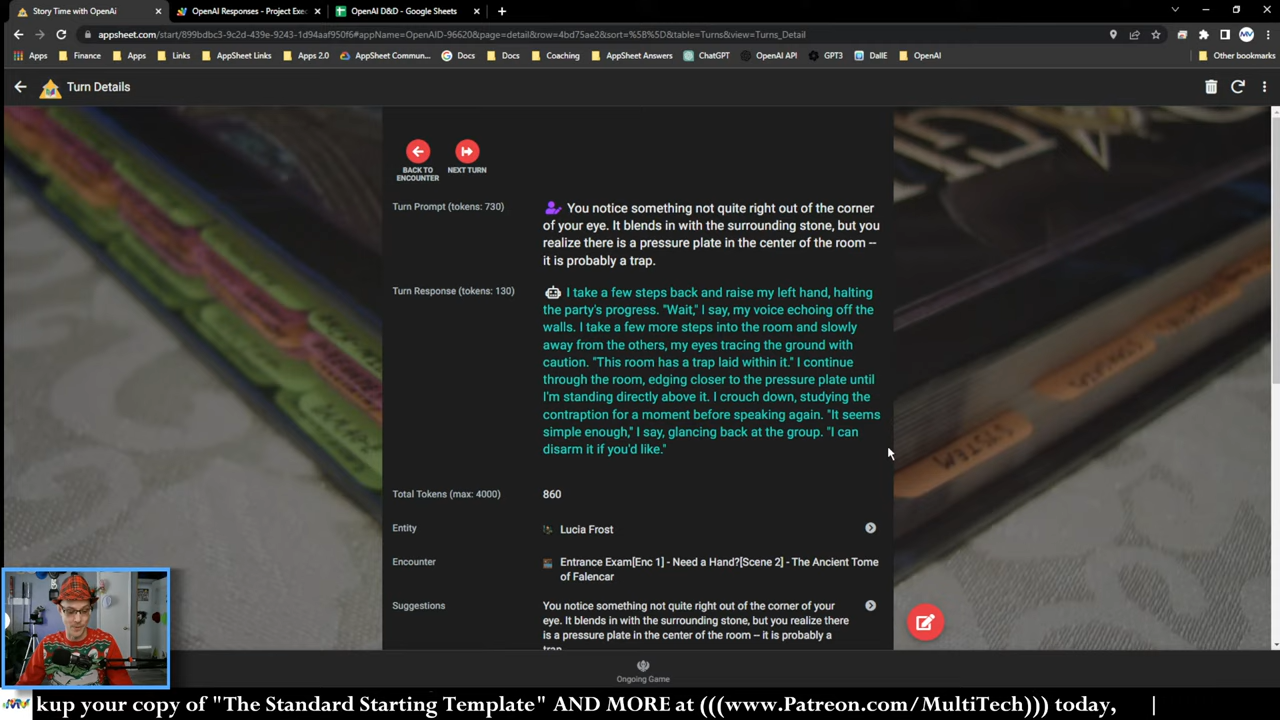 Story Time with OpenAi
OpenAI Responses - Project Exe
OpenAI D&D - Google Sheets
appsheet.com/start/899bdbc3-9c2d-439e-9243-1d94aaf950f6#appName=OpenAID-96620&page=detail&row=4bd75ae2&sort=%5B%5D&table=Turns&view=Turns_Detail
Apps
Finance
Apps
Links
AppSheet Links
Apps 2.0
AppSheet Commun...
Docs
Docs
Coaching
AppSheet Answers
ChatGPT
OpenAI API
GPT3
DallE
OpenAI
Other bookmarks
Turn Details
BACK TO
ENCOUNTER
NEXT TURN
Turn Prompt (tokens: 730)
You notice something not quite right out of the corner
of your eye. It blends in with the surrounding stone, but you
realize there is a pressure plate in the center of the room --
it is probably a trap.
Turn Response (tokens: 130)
I take a few steps back and raise my left hand, halting
the party's progress. "Wait," I say, my voice echoing off the
walls. I take a few more steps into the room and slowly
away from the others, my eyes tracing the ground with
caution. "This room has a trap laid within it." I continue
through the room, edging closer to the pressure plate until
I'm standing directly above it. I crouch down, studying the
contraption for a moment before speaking again. "It seems
simple enough," I say, glancing back at the group. "I can
disarm it if you'd like."
Total Tokens (max: 4000)
860
Entity
Lucia Frost
Encounter
Entrance Exam[Enc 1] - Need a Hand?[Scene 2] - The Ancient Tome
of Falencar
Suggestions
You notice something not quite right out of the corner of your
eye. It blends in with the surrounding stone, but you realize there
is a pressure plate in the center of the room -- it is probably a
trap.
SYSTEM
Ongoing Game
kup your copy of "The Standard Starting Template" AND MORE at (((www.Patreon.com/MultiTech))) today,